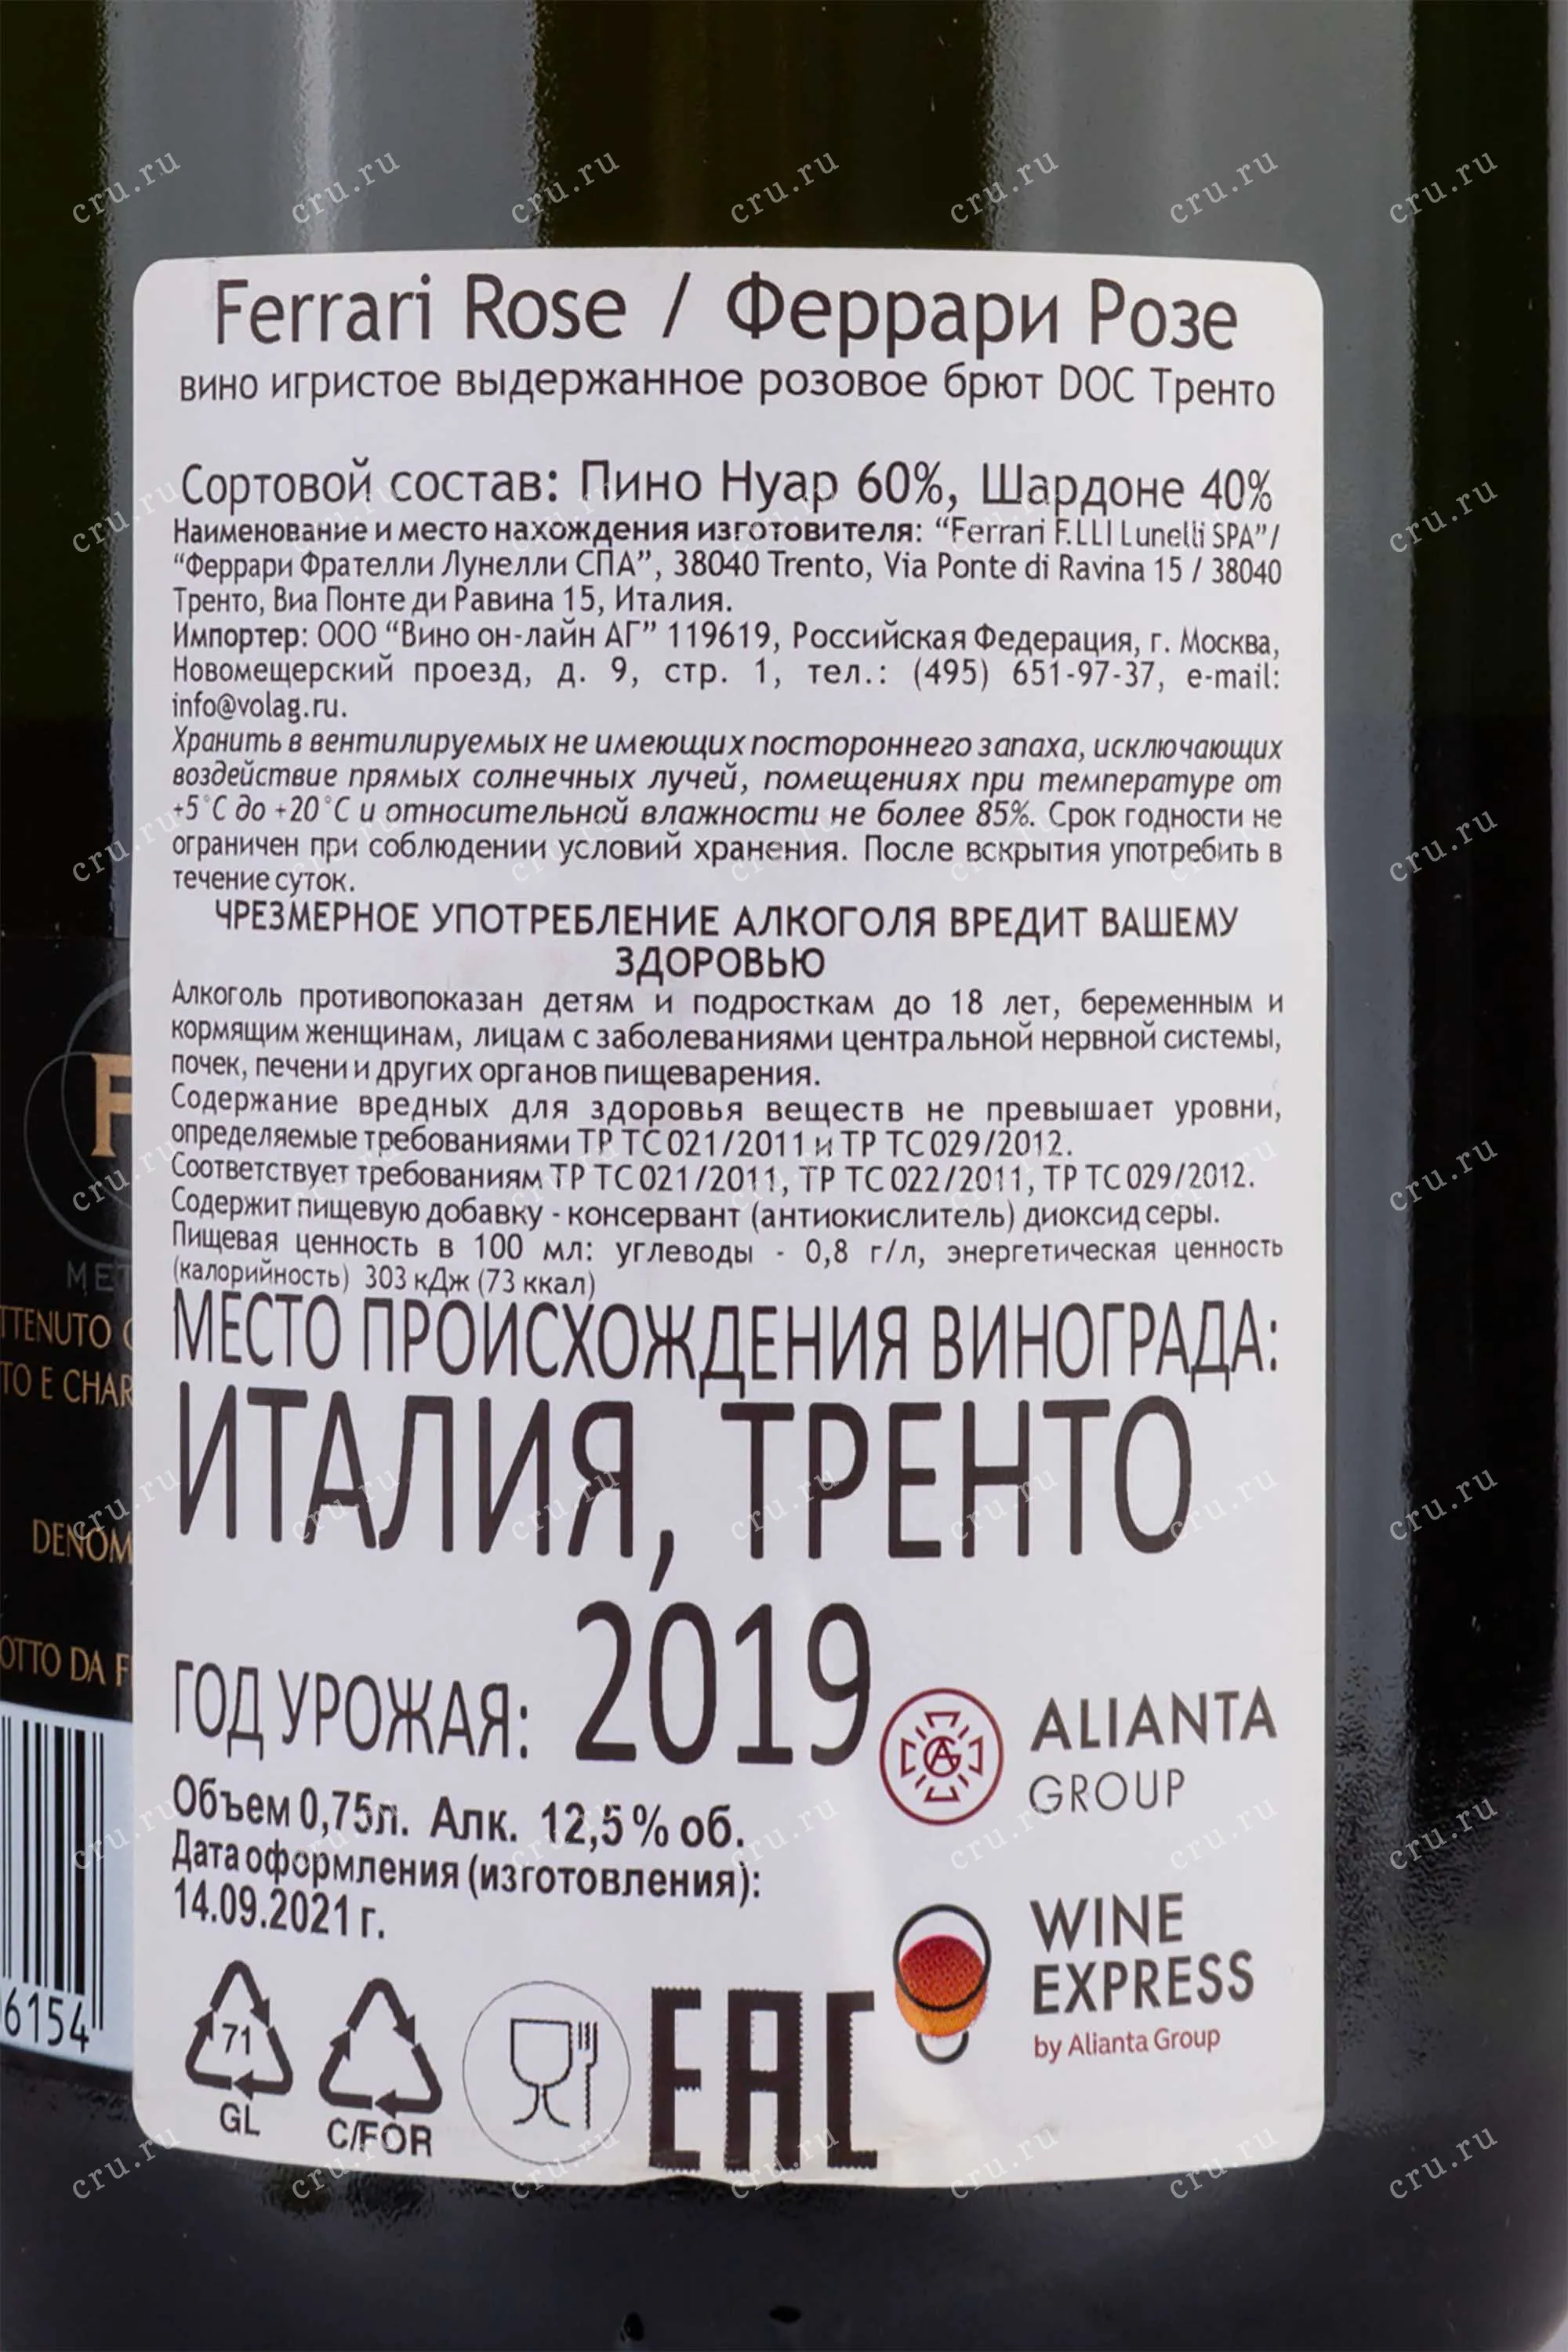 Ferrari Rose / Феррари Розе
вино игристое выдержанное розовое брют DOC Тренто
Сортовой состав: Пино Нуар 60%, Шардоне 40%
Наименование и место нахождения изготовителя: “Ferrari F.LLI Lunelli SPA”/
“Феррари Фрателли Лунелли СПА”, 38040 Trento, Via Ponte di Ravina 15 / 38040
Тренто, Виа Понте ди Равина 15, Италия.
Импортер: ООО “Вино он-лайн АГ” 119619, Российская Федерация, г. Москва,
Новомещерский проезд, д. 9, стр. 1, тел.: (495) 651-97-37, e-mail:
info@volag.ru.
Хранить в вентилируемых не имеющих постороннего запаха, исключающих
воздействие прямых солнечных лучей, помещениях при температуре от
+5°С до +20°С и относительной влажности не более 85%. Срок годности не
ограничен при соблюдении условий хранения. После вскрытия употребить в
течение суток.
ЧРЕЗМЕРНОЕ УПОТРЕБЛЕНИЕ АЛКОГОЛЯ ВРЕДИТ ВАШЕМУ
ЗДОРОВЬЮ
Алкоголь противопоказан детям и подросткам до 18 лет, беременным и
кормящим женщинам, лицам с заболеваниями центральной нервной системы,
почек, печени и других органов пищеварения.
Содержание вредных для здоровья веществ не превышает уровни,
определяемые требованиями ТР ТС 021/2011 и ТР ТС 029/2012.
Соответствует требованиям ТР ТС 021/2011, ТР ТС 022/2011, ТР ТС 029/2012.
Содержит пищевую добавку - консервант (антиокислитель) диоксид серы.
Пищевая ценность в 100 мл: углеводы - 0,8 г/л, энергетическая ценность
(калорийность) 303 кДж (73 ккал)
МЕСТО ПРОИСХОЖДЕНИЯ ВИНОГРАДА:
ИТАЛИЯ, ТРЕНТО
ГОД УРОЖАЯ: 2019
Объем 0,75л. Алк. 12,5 % об.
Дата оформления (изготовления):
14.09.2021 г.
ALIANTA
GROUP
WINE
EXPRESS
by Alianta Group
71
GL
C/FOR
EAC
F
MET
TTENUTO
TO E CHAR
DENOM
OTTO DA F
6154
cru.ru